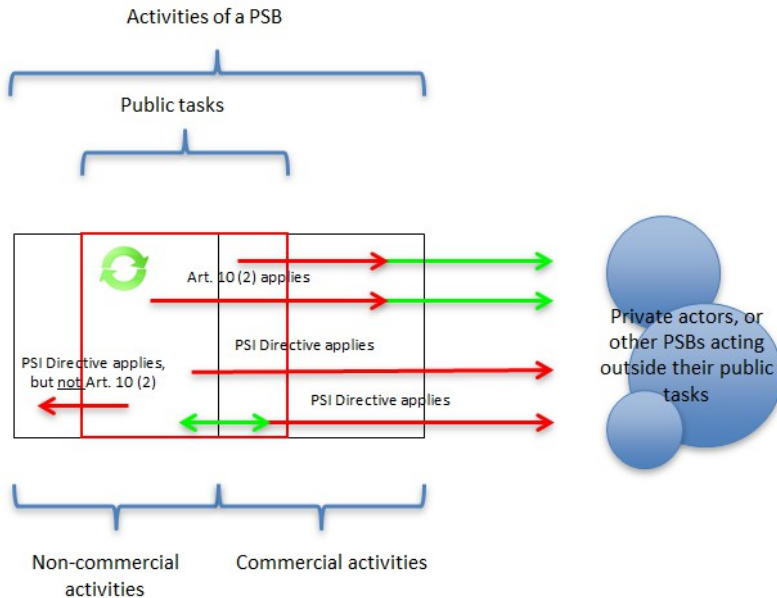 Activities of a PSB
Public tasks
Art. 10 (2) applies
PSI Directive applies,
but not Art. 10 (2)
PSI Directive applies
PSI Directive applies
Private actors, or
other PSBs acting
outside their public
tasks
Non-commercial
activities
Commercial activities